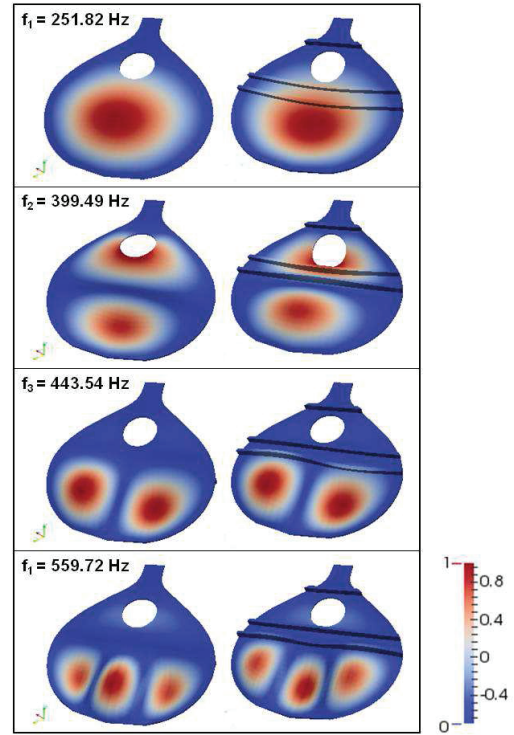 f₁ = 251.82 Hz
f₂ = 399.49 Hz
f₃ = 443.54 Hz
f₁ = 559.72 Hz
1
0.8
0.4
0
-0.4
0